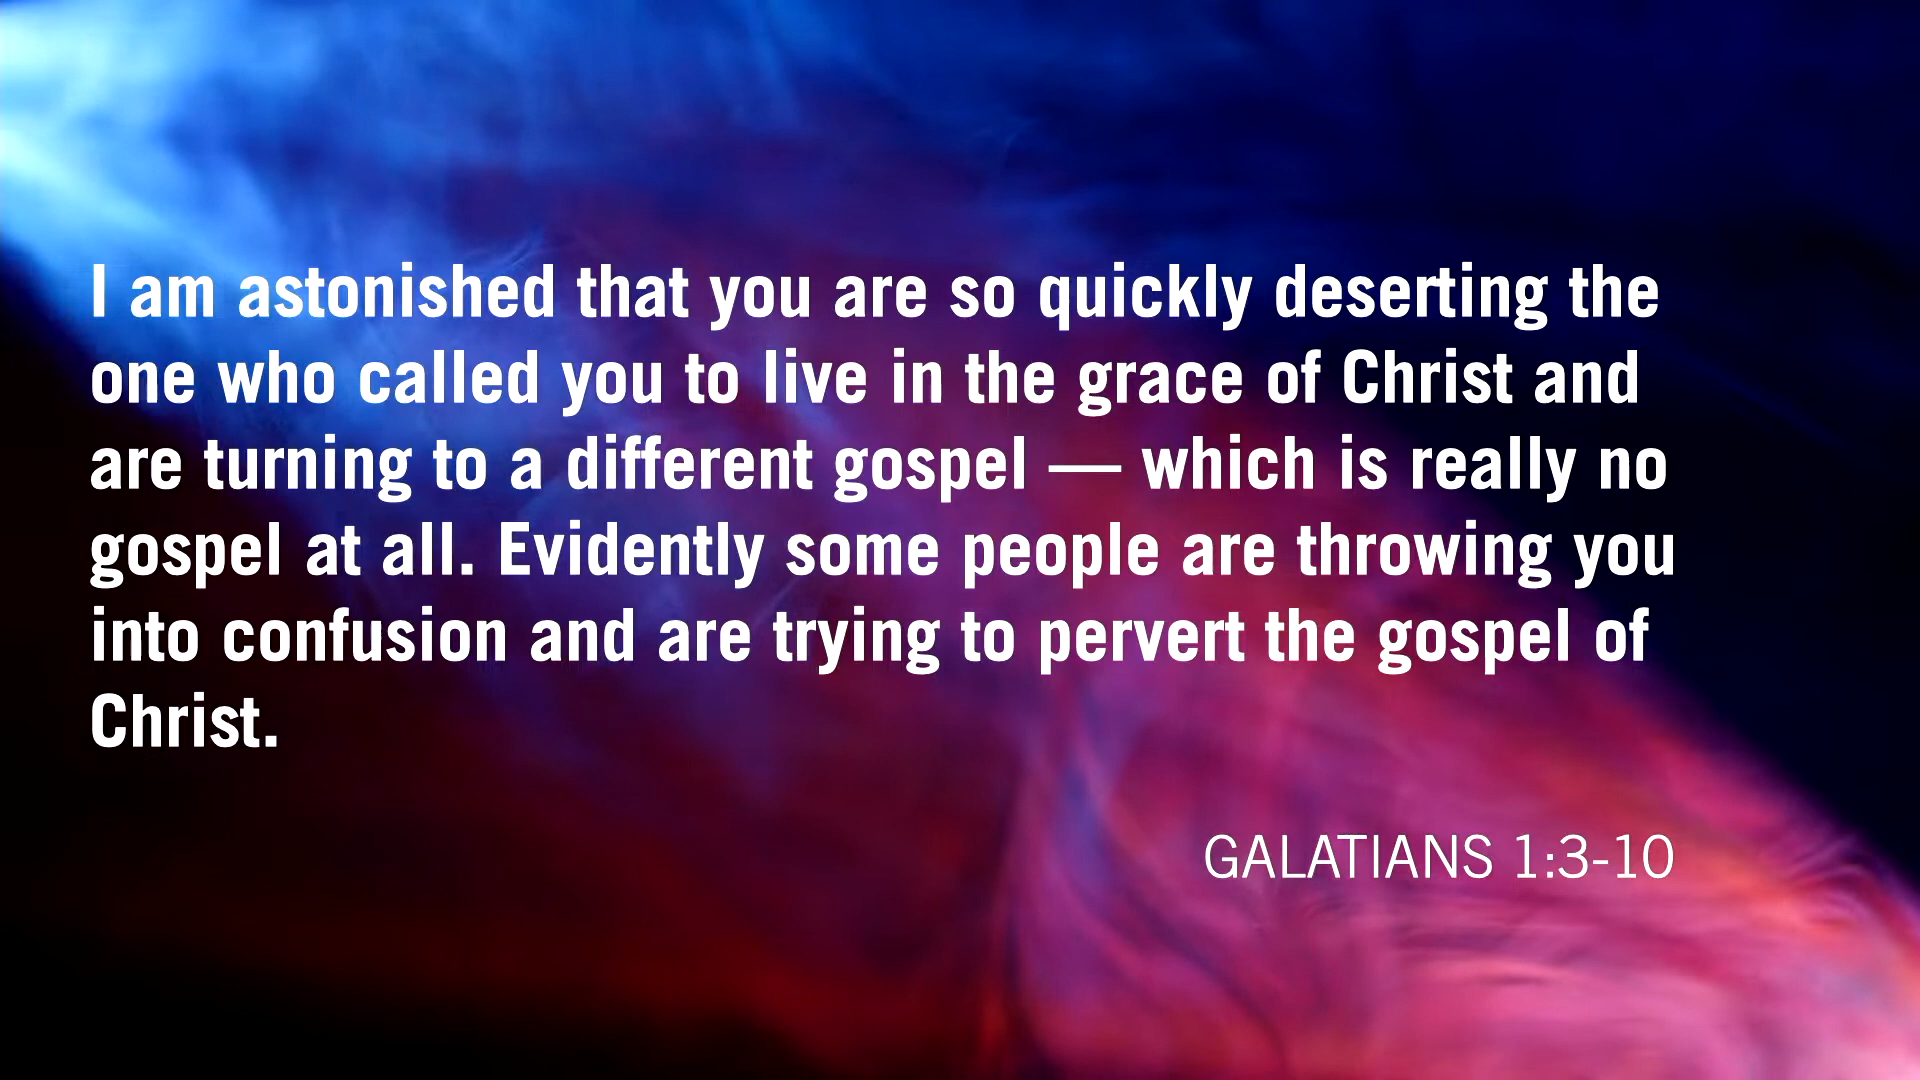 I am astonished that you are so quickly deserting the
one who called you to live in the grace of Christ and
are turning to a different gospel — which is really no
gospel at all. Evidently some people are throwing you
into confusion and are trying to pervert the gospel of
Christ.
GALATIANS 1:3-10